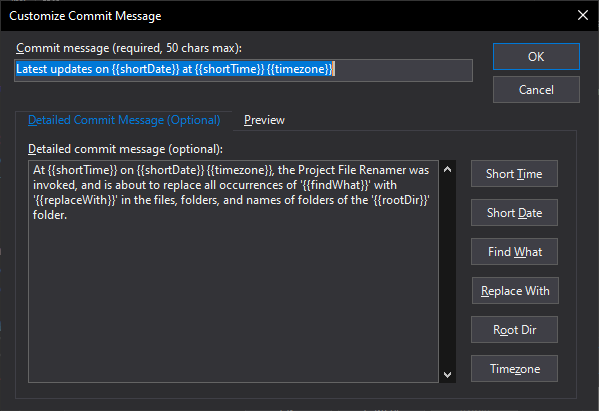 Customize Commit Message
Commit message (required, 50 chars max):
Latest updates on {{shortDate}} at {{shortTime}} {{timezone}}
OK
Cancel
Detailed Commit Message (Optional)
Preview
Detailed commit message (optional):
At {{shortTime}} on {{shortDate}} {{timezone}}, the Project File Renamer was
invoked, and is about to replace all occurrences of '{{findWhat}}' with
'{{replaceWith}}' in the files, folders, and names of folders of the '{{rootDir}}'
folder.
Short Time
Short Date
Find What
Replace With
Root Dir
Timezone